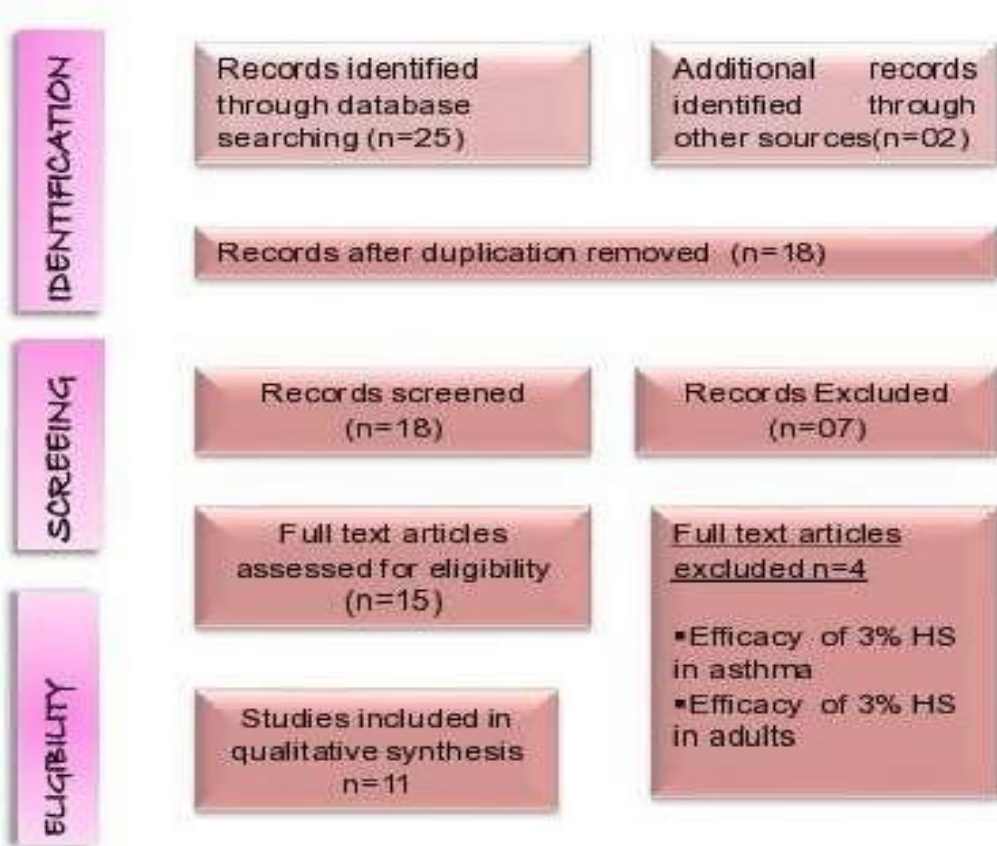 IDENTIFICATION
Records identified
through database
searching (n=25)
Additional records
identified through
other sources(n=02)
Records after duplication removed (n=18)
SCREEING
Records screened
(n=18)
Records Excluded
(n=07)
Full text articles
assessed for eligibility
(n=15)
Full text articles
excluded n=4
▪Efficacy of 3% HS
in asthma
▪Efficacy of 3% HS
in adults
ELIGIBILITY
Studies included in
qualitative synthesis
n=11